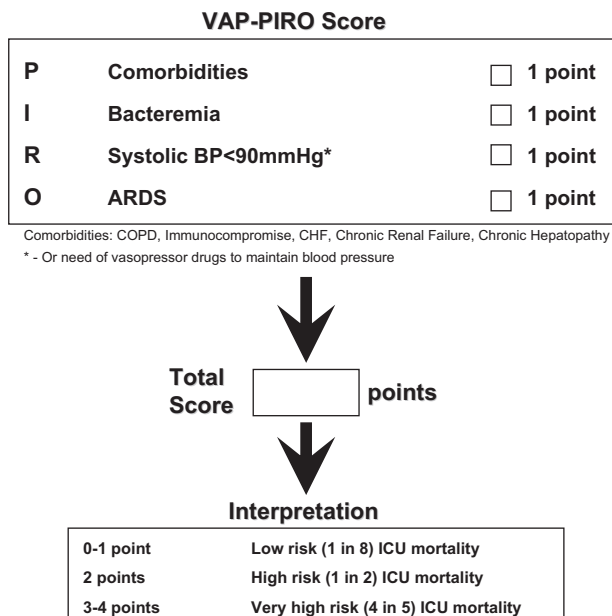 VAP-PIRO Score
P Comorbidities 1 point
I Bacteremia 1 point
R Systolic BP<90mmHg* 1 point
O ARDS 1 point
Comorbidities: COPD, Immunocompromise, CHF, Chronic Renal Failure, Chronic Hepatopathy
* - Or need of vasopressor drugs to maintain blood pressure
Total
Score points
Interpretation
0-1 point Low risk (1 in 8) ICU mortality
2 points High risk (1 in 2) ICU mortality
3-4 points Very high risk (4 in 5) ICU mortality